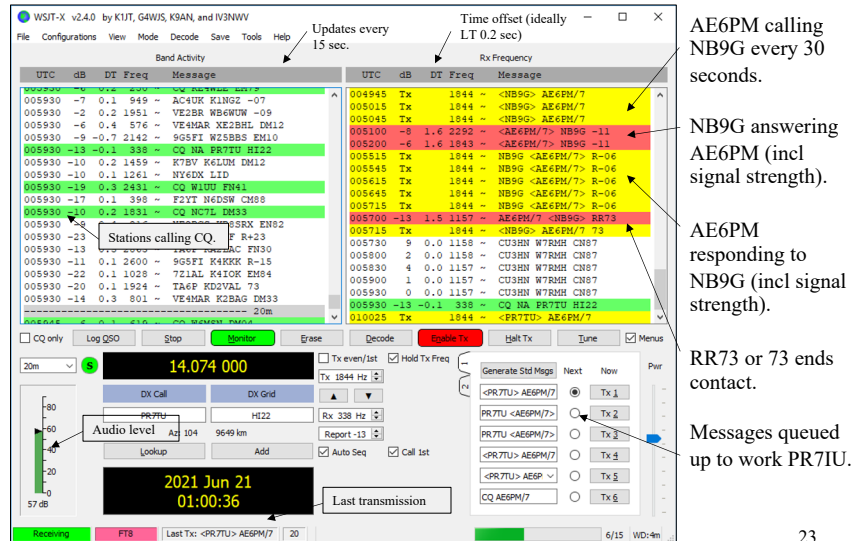 WSJT-X v2.4.0 by K1JT, G4WJS, K9AN, and IV3NWV
File Configurations View Mode Decode Save Tools Help
Updates every
15 sec.
Time offset (ideally
LT 0.2 sec)
Band Activity
UTC dB DT Freq Message
005930 -7 0.1 949 ~ AC4UK K1NGZ -07
005930 -2 0.2 1951 ~ VE2BR WB6WUW -09
005930 -6 0.4 576 ~ VE4MAR XE2BHL DM12
005930 -9 -0.7 2142 ~ 9G5FI WZ5BBS EM10
005930 -13 -0.1 338 ~ CQ NA PR7TU HI22
005930 -10 0.2 1459 ~ K7BV K6LUM DM12
005930 -10 0.1 1261 ~ NY6DX LID
005930 -19 0.3 2431 ~ CQ W1UU FN41
005930 -17 0.1 398 ~ F2YT N6DSW CM88
005930 -10 0.2 1831 ~ CQ NC7L DM33
005930 EN82
005930 -23 R+23
005930 -13 FN30
005930 -11 0.1 2600 ~ 9G5FI K4KKK R-15
005930 -22 0.1 1028 ~ 7Z1AL K4IOK EM84
005930 -20 0.1 1924 ~ TA6P KD2VAL 73
005930 -14 0.3 801 ~ VE4MAR K2BAG DM33
20m
Stations calling CQ.
Rx Frequency
UTC dB DT Freq Message
004945 Tx 1844 ~ <NB9G> AE6PM/7
005015 Tx 1844 ~ <NB9G> AE6PM/7
005045 Tx 1844 ~ <NB9G> AE6PM/7
005100 -8 1.6 2292 ~ <AE6PM/7> NB9G -11
005200 -6 1.6 1843 ~ <AE6PM/7> NB9G -11
005515 Tx 1844 ~ NB9G <AE6PM/7> R-06
005545 Tx 1844 ~ NB9G <AE6PM/7> R-06
005615 Tx 1844 ~ NB9G <AE6PM/7> R-06
005645 Tx 1844 ~ NB9G <AE6PM/7> R-06
005715 Tx 1844 ~ NB9G <AE6PM/7> R-06
005700 -13 1.5 1157 ~ AE6PM/7 <NB9G> RR73
005715 Tx 1844 ~ <NB9G> AE6PM/7 73
005730 9 0.0 1158 ~ CU3HN W7RMH CN87
005800 2 0.0 1158 ~ CU3HN W7RMH CN87
005830 4 0.0 1157 ~ CU3HN W7RMH CN87
005900 1 0.0 1157 ~ CU3HN W7RMH CN87
005930 0 0.0 1157 ~ CU3HN W7RMH CN87
005930 -13 -0.1 338 ~ CQ NA PR7TU HI22
010025 Tx 1844 ~ <PR7TU> AE6PM/7
CQ only Log QSO Stop Monitor Erase Decode Enable Tx Halt Tx Tune Menus
20m S 14.074 000
Tx even/1st Hold Tx Freq
Tx 1844 Hz
DX Call DX Grid
PR7TU HI22
Az: 104 9649 km
Lookup Add
Rx 338 Hz
Report -13
Auto Seq Call 1st
2021 Jun 21
01:00:36
80
60
40
20
0
57 dB
Audio level
Last transmission
1
2
Generate Std Msgs Next Now Pwr
<PR7TU> AE6PM/7 Tx 1
PR7TU <AE6PM/7> Tx 2
PR7TU <AE6PM/7> Tx 3
<PR7TU> AE6PM/7 Tx 4
<PR7TU> AE6P Tx 5
CQ AE6PM/7 Tx 6
Receiving FT8 Last Tx: <PR7TU> AE6PM/7 20 6/15 WD:4m
AE6PM calling
NB9G every 30
seconds.
NB9G answering
AE6PM (incl
signal strength).
AE6PM
responding to
NB9G (incl signal
strength).
RR73 or 73 ends
contact.
Messages queued
up to work PR7IU.
23